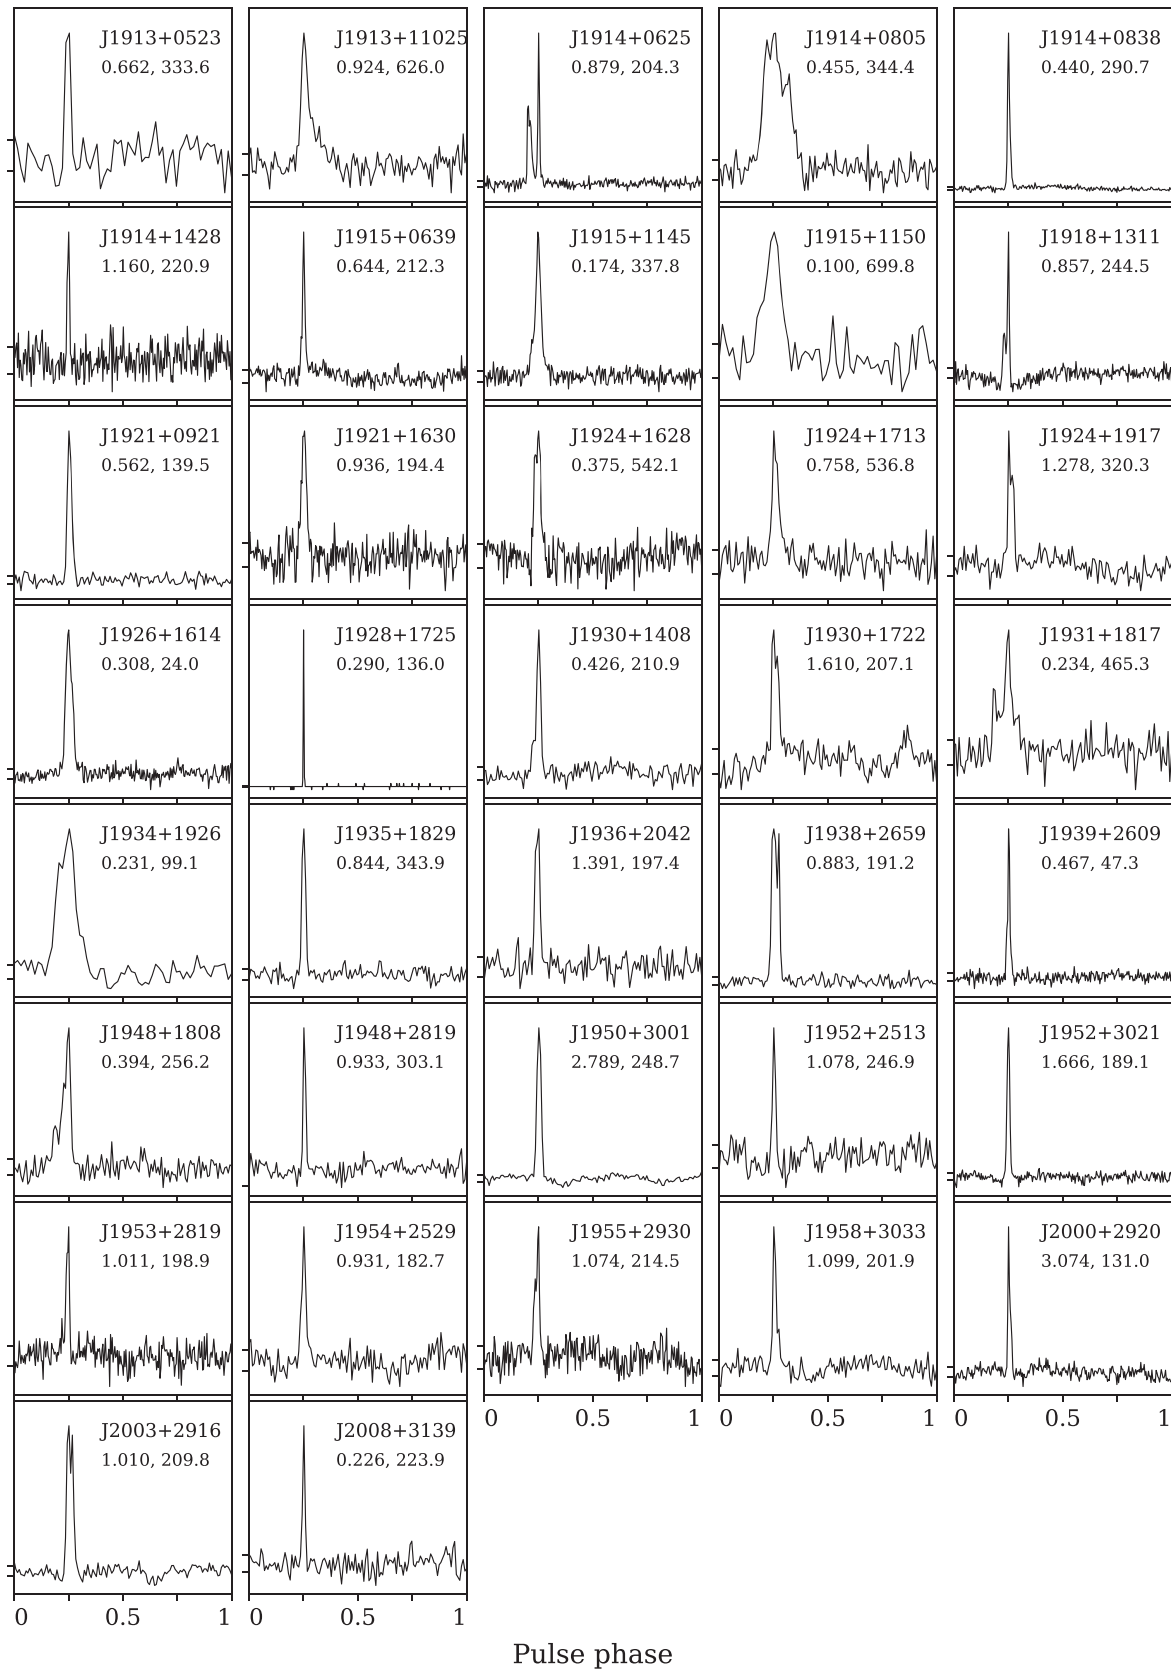 J1913+0523
0.662, 333.6
J1913+11025
0.924, 626.0
J1914+0625
0.879, 204.3
J1914+0805
0.455, 344.4
J1914+0838
0.440, 290.7
J1914+1428
1.160, 220.9
J1915+0639
0.644, 212.3
J1915+1145
0.174, 337.8
J1915+1150
0.100, 699.8
J1918+1311
0.857, 244.5
J1921+0921
0.562, 139.5
J1921+1630
0.936, 194.4
J1924+1628
0.375, 542.1
J1924+1713
0.758, 536.8
J1924+1917
1.278, 320.3
J1926+1614
0.308, 24.0
J1928+1725
0.290, 136.0
J1930+1408
0.426, 210.9
J1930+1722
1.610, 207.1
J1931+1817
0.234, 465.3
J1934+1926
0.231, 99.1
J1935+1829
0.844, 343.9
J1936+2042
1.391, 197.4
J1938+2659
0.883, 191.2
J1939+2609
0.467, 47.3
J1948+1808
0.394, 256.2
J1948+2819
0.933, 303.1
J1950+3001
2.789, 248.7
J1952+2513
1.078, 246.9
J1952+3021
1.666, 189.1
J1953+2819
1.011, 198.9
J1954+2529
0.931, 182.7
J1955+2930
1.074, 214.5
J1958+3033
1.099, 201.9
J2000+2920
3.074, 131.0
0 0.5 1
0 0.5 1
0 0.5 1
J2003+2916
1.010, 209.8
J2008+3139
0.226, 223.9
0 0.5 1
0 0.5 1
Pulse phase